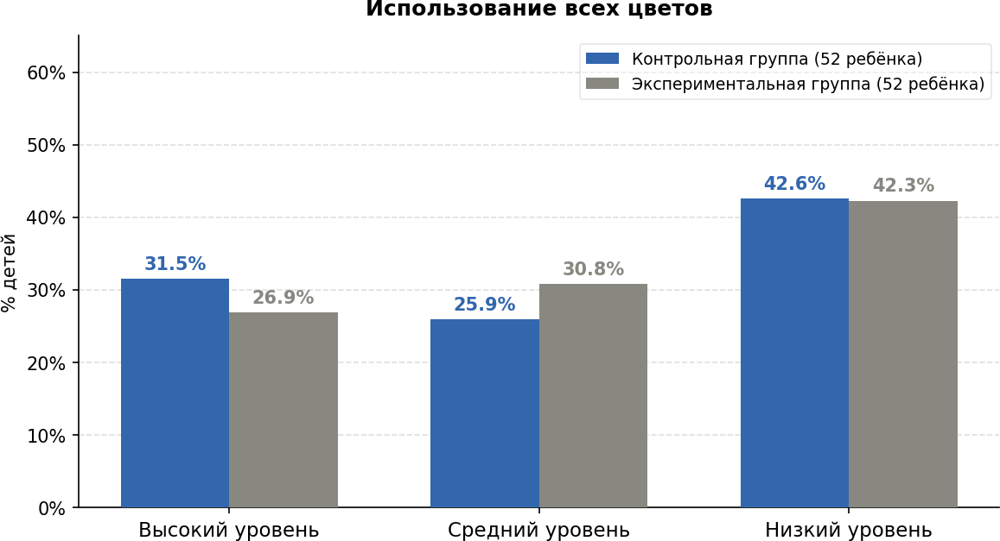 Использование всех цветов
Контрольная группа (52 ребёнка)
Экспериментальная группа (52 ребёнка)
% детей
60%
50%
40%
30%
20%
10%
0%
31.5%
26.9%
25.9%
30.8%
42.6%
42.3%
Высокий уровень
Средний уровень
Низкий уровень